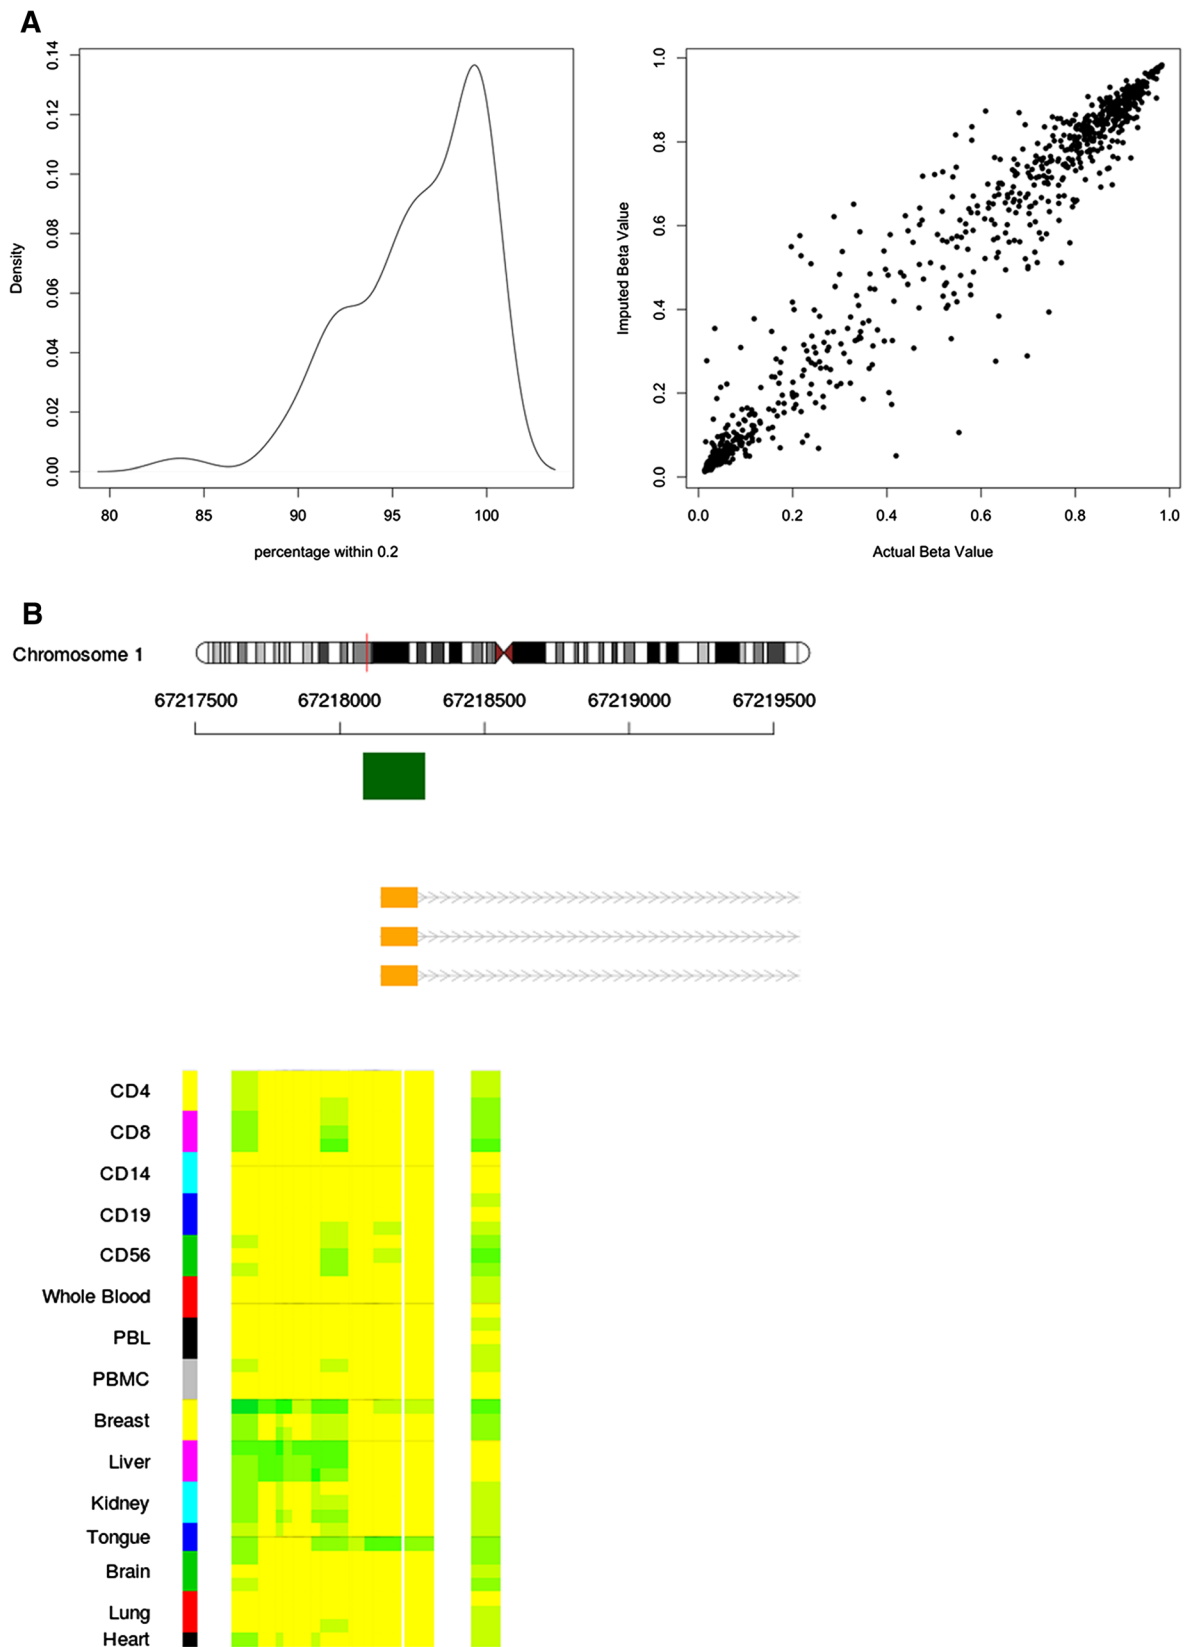 A
0.14
0.12
0.10
0.08
0.06
0.04
0.02
0.00
Density
80 85 90 95 100
percentage within 0.2
1.0
0.8
0.6
0.4
0.2
0.0
Imputed Beta Value
0.0 0.2 0.4 0.6 0.8 1.0
Actual Beta Value
B
Chromosome 1
67217500 67218000 67218500 67219000 67219500
CD4
CD8
CD14
CD19
CD56
Whole Blood
PBL
PBMC
Breast
Liver
Kidney
Tongue
Brain
Lung
Heart